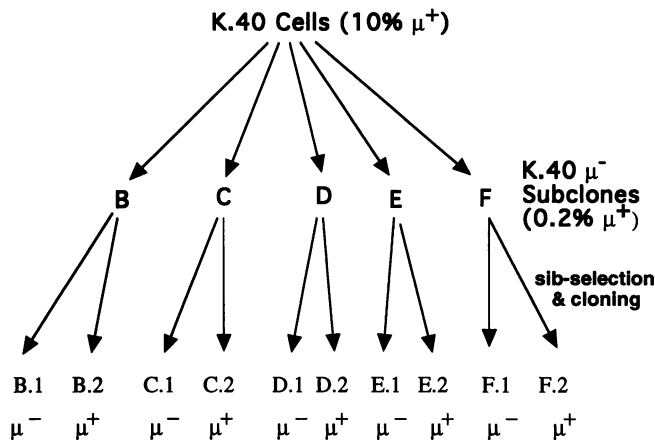 K.40 Cells (10% μ⁺)
K.40 μ⁻
B C D E F Subclones
(0.2% μ⁺)
sib-selection
& cloning
B.1 B.2 C.1 C.2 D.1 D.2 E.1 E.2 F.1 F.2
μ⁻ μ⁺ μ⁻ μ⁺ μ⁻ μ⁺ μ⁻ μ⁺ μ⁻ μ⁺